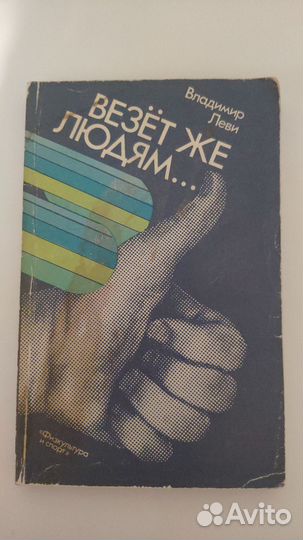 Владимир
Леви
ВЕЗЁТ ЖЕ
ЛЮДЯМ...
«Физкультура
и спорт»
Avito